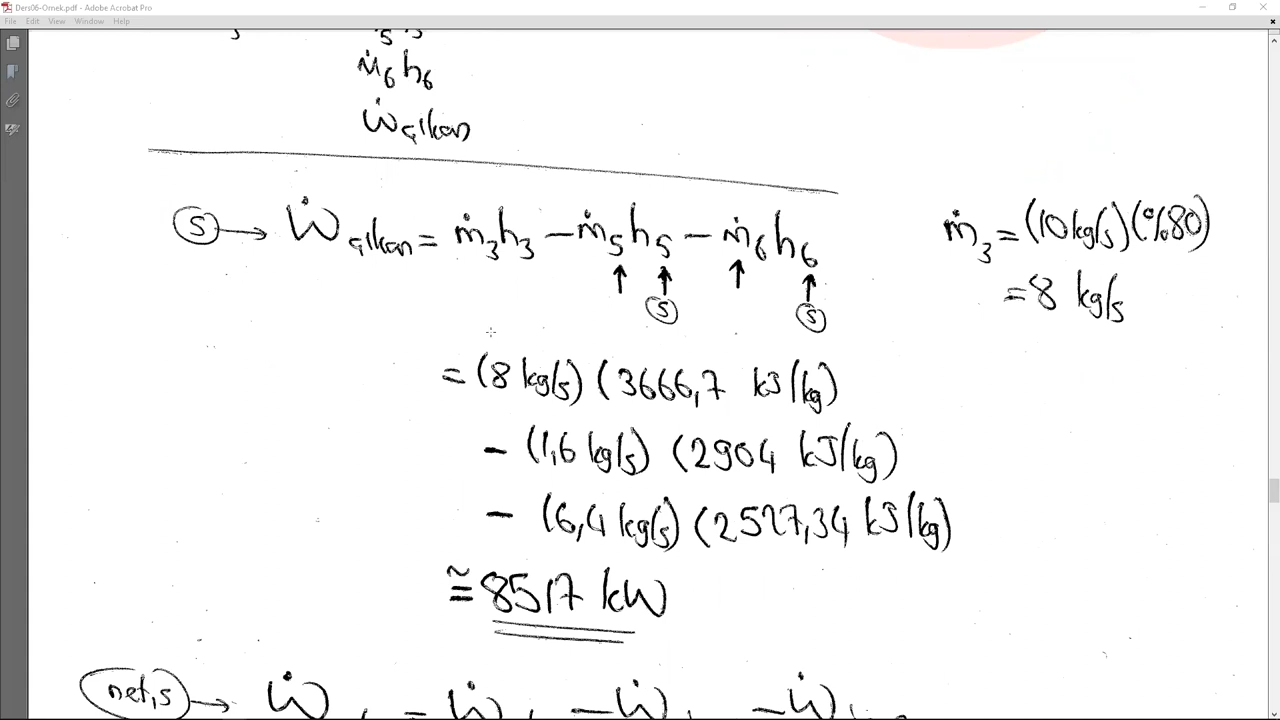 Ders06-Ornek.pdf - Adobe Acrobat Pro
File Edit View Window Help
ṁ₆h₆
Ẇçıkan
(s) → Ẇçıkan = ṁ₃h₃ – ṁ₅h₅ – ṁ₆h₆
ṁ₃ = (10 kg/s)(%80)
= 8 kg/s
↑ ↑ ↑ ↑
(s) (s)
= (8 kg/s) (3666,7 kJ/kg)
– (1,6 kg/s) (2904 kJ/kg)
– (6,4 kg/s) (2527,34 kJ/kg)
≅ 8517 kW
(net,s) → Ẇ = Ẇ – Ẇ – Ẇ